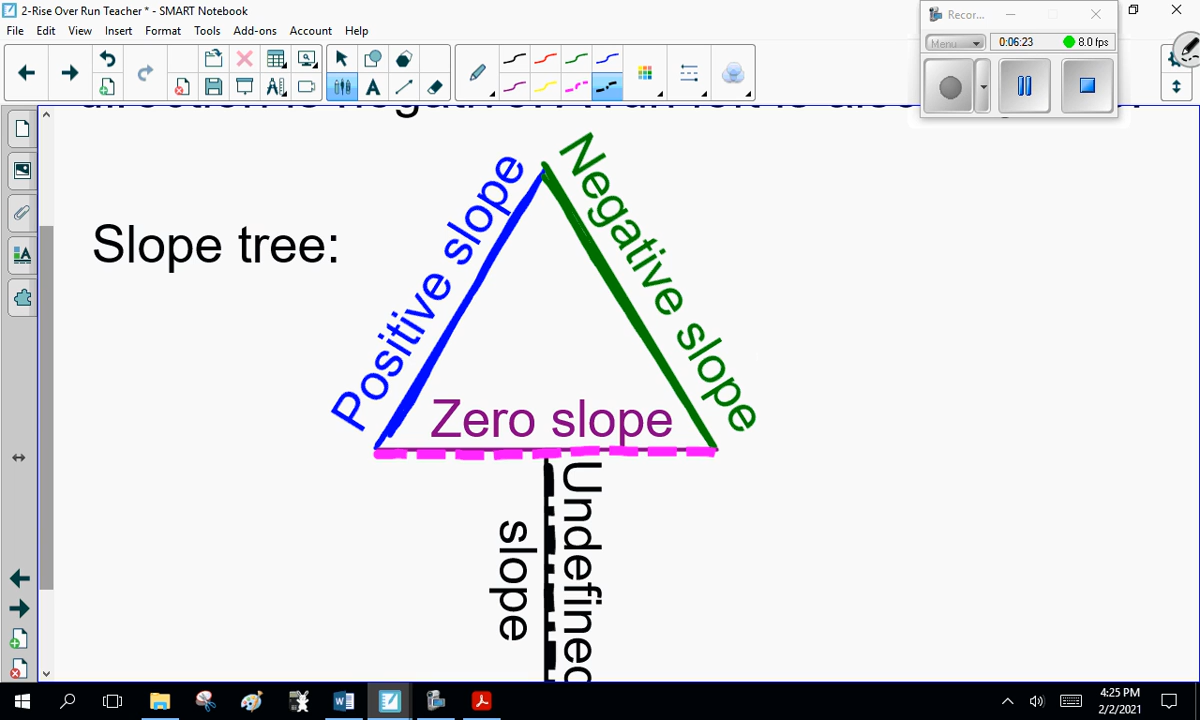 2-Rise Over Run Teacher * - SMART Notebook
Recor...
File Edit View Insert Format Tools Add-ons Account Help
Menu
0:06:23
8.0 fps
Slope tree:
Positive slope
Negative slope
Zero slope
Undefined
slope
4:25 PM
2/2/2021